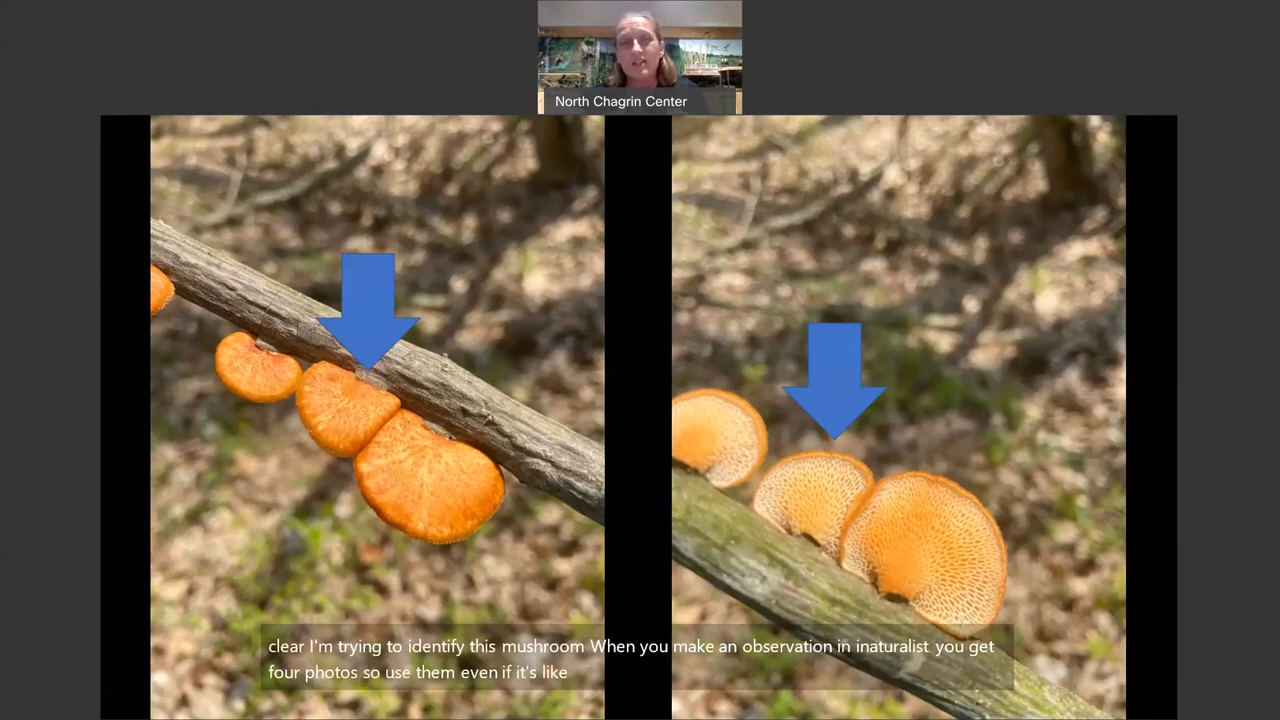 North Chagrin Center
clear I'm trying to identify this mushroom When you make an observation in inaturalist you get
four photos so use them even if it's like